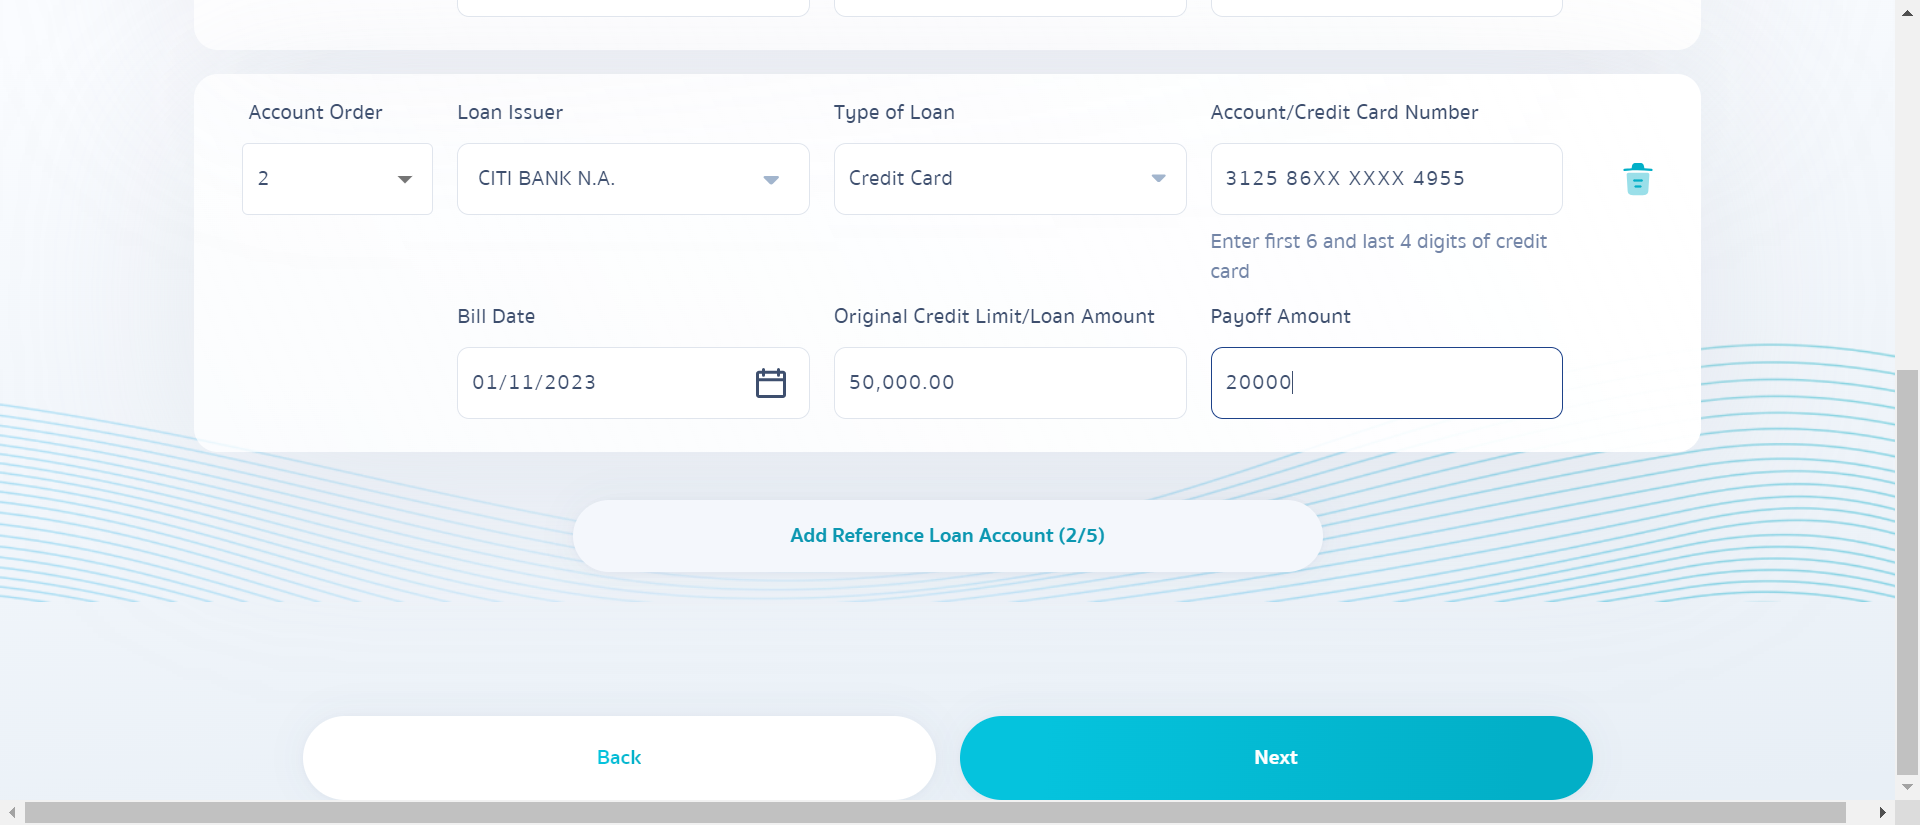 Account Order
Loan Issuer
Type of Loan
Account/Credit Card Number
2
CITI BANK N.A.
Credit Card
3125 86XX XXXX 4955
Enter first 6 and last 4 digits of credit
card
Bill Date
Original Credit Limit/Loan Amount
Payoff Amount
01/11/2023
50,000.00
20000
Add Reference Loan Account (2/5)
Back
Next